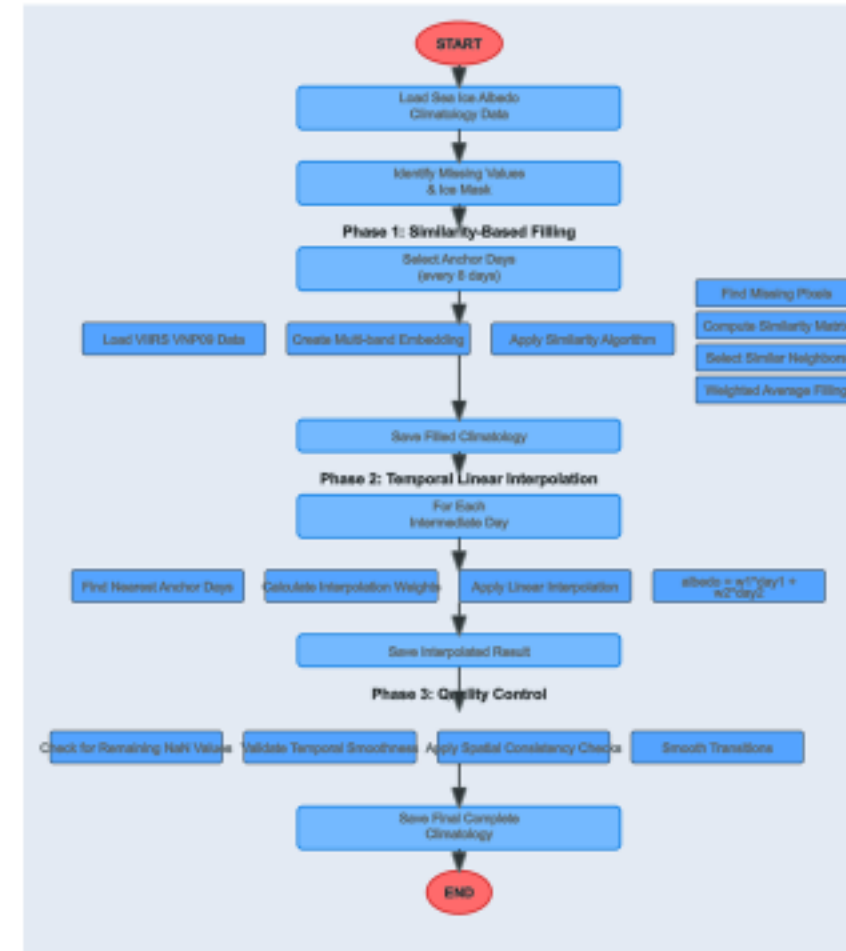 START
Load Sea Ice Albedo
Climatology Data
Identify Missing Values
& Ice Mask
Phase 1: Similarity-Based Filling
Select Anchor Days
(every 8 days)
Find Missing Pixels
Load VIIRS VNP09 Data
Create Multi-band Embedding
Apply Similarity Algorithm
Compute Similarity Matri
Select Similar Neighbors
Weighted Average Filling
Save Filled Climatology
Phase 2: Temporal Linear Interpolation
For Each
Intermediate Day
Find Nearest Anchor Days
Calculate Interpolation Weights
Apply Linear Interpolation
albedo = w1*day1 +
w2*day2
Save Interpolated Result
Phase 3: Quality Control
Check for Remaining NaN Values
Validate Temporal Smoothness
Apply Spatial Consistency Checks
Smooth Transitions
Save Final Complete
Climatology
END